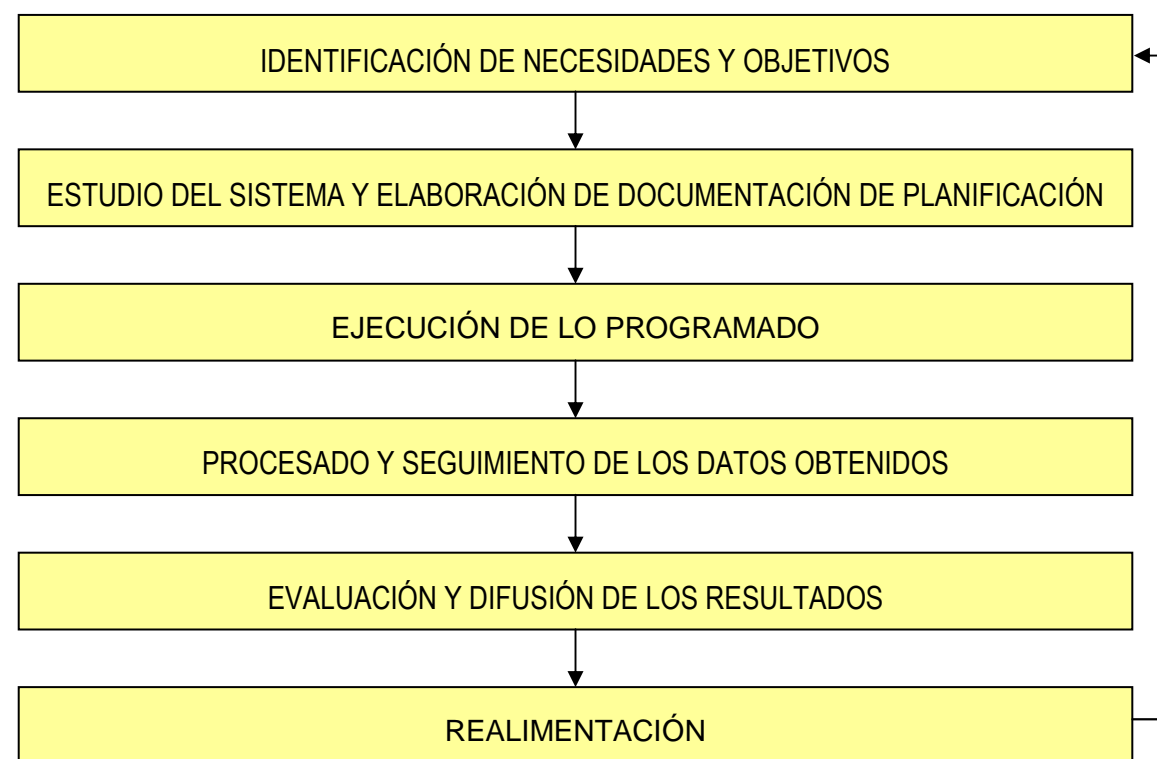 IDENTIFICACIÓN DE NECESIDADES Y OBJETIVOS
ESTUDIO DEL SISTEMA Y ELABORACIÓN DE DOCUMENTACIÓN DE PLANIFICACIÓN
EJECUCIÓN DE LO PROGRAMADO
PROCESADO Y SEGUIMIENTO DE LOS DATOS OBTENIDOS
EVALUACIÓN Y DIFUSIÓN DE LOS RESULTADOS
REALIMENTACIÓN